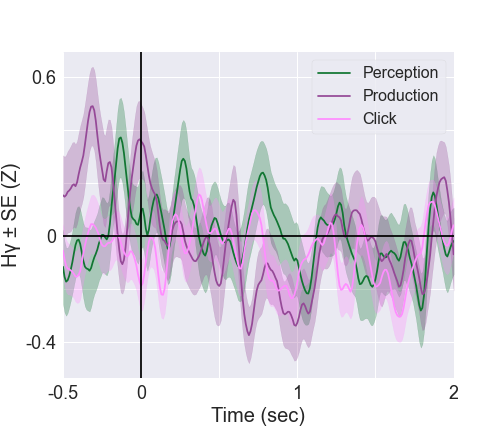 Hγ ± SE (Z)
0.6
0
-0.4
Perception
Production
Click
-0.5
0
1
2
Time (sec)